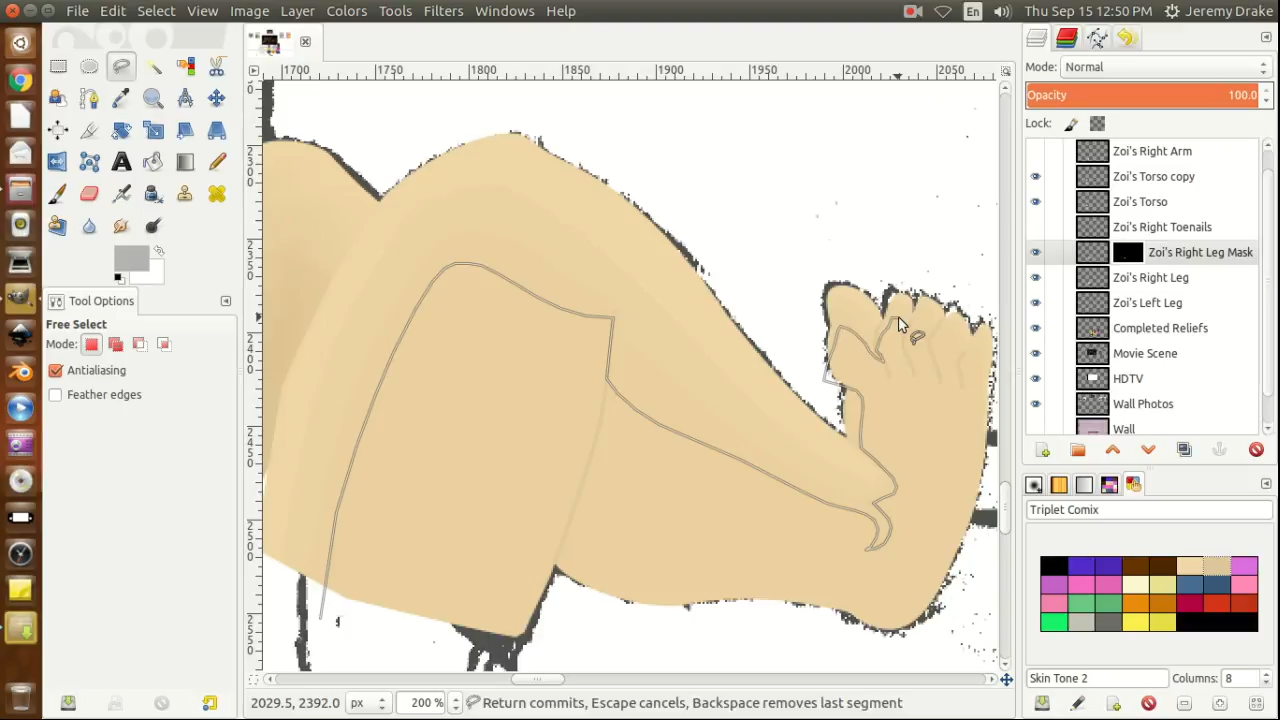 File Edit Select View Image Layer Colors Tools Filters Windows Help
En Thu Sep 15 12:50 PM Jeremy Drake
1700 1750 1800 1850 1900 1950 2000 2050
Mode: Normal
Opacity 100.0
Lock:
Zoi's Right Arm
Zoi's Torso copy
Zoi's Torso
Zoi's Right Toenails
Zoi's Right Leg Mask
Zoi's Right Leg
Zoi's Left Leg
Completed Reliefs
Movie Scene
HDTV
Wall Photos
Wall
Tool Options
Free Select
Mode:
Antialiasing
Feather edges
Triplet Comix
Skin Tone 2 Columns: 8
2029.5, 2392.0 px 200 % Return commits, Escape cancels, Backspace removes last segment